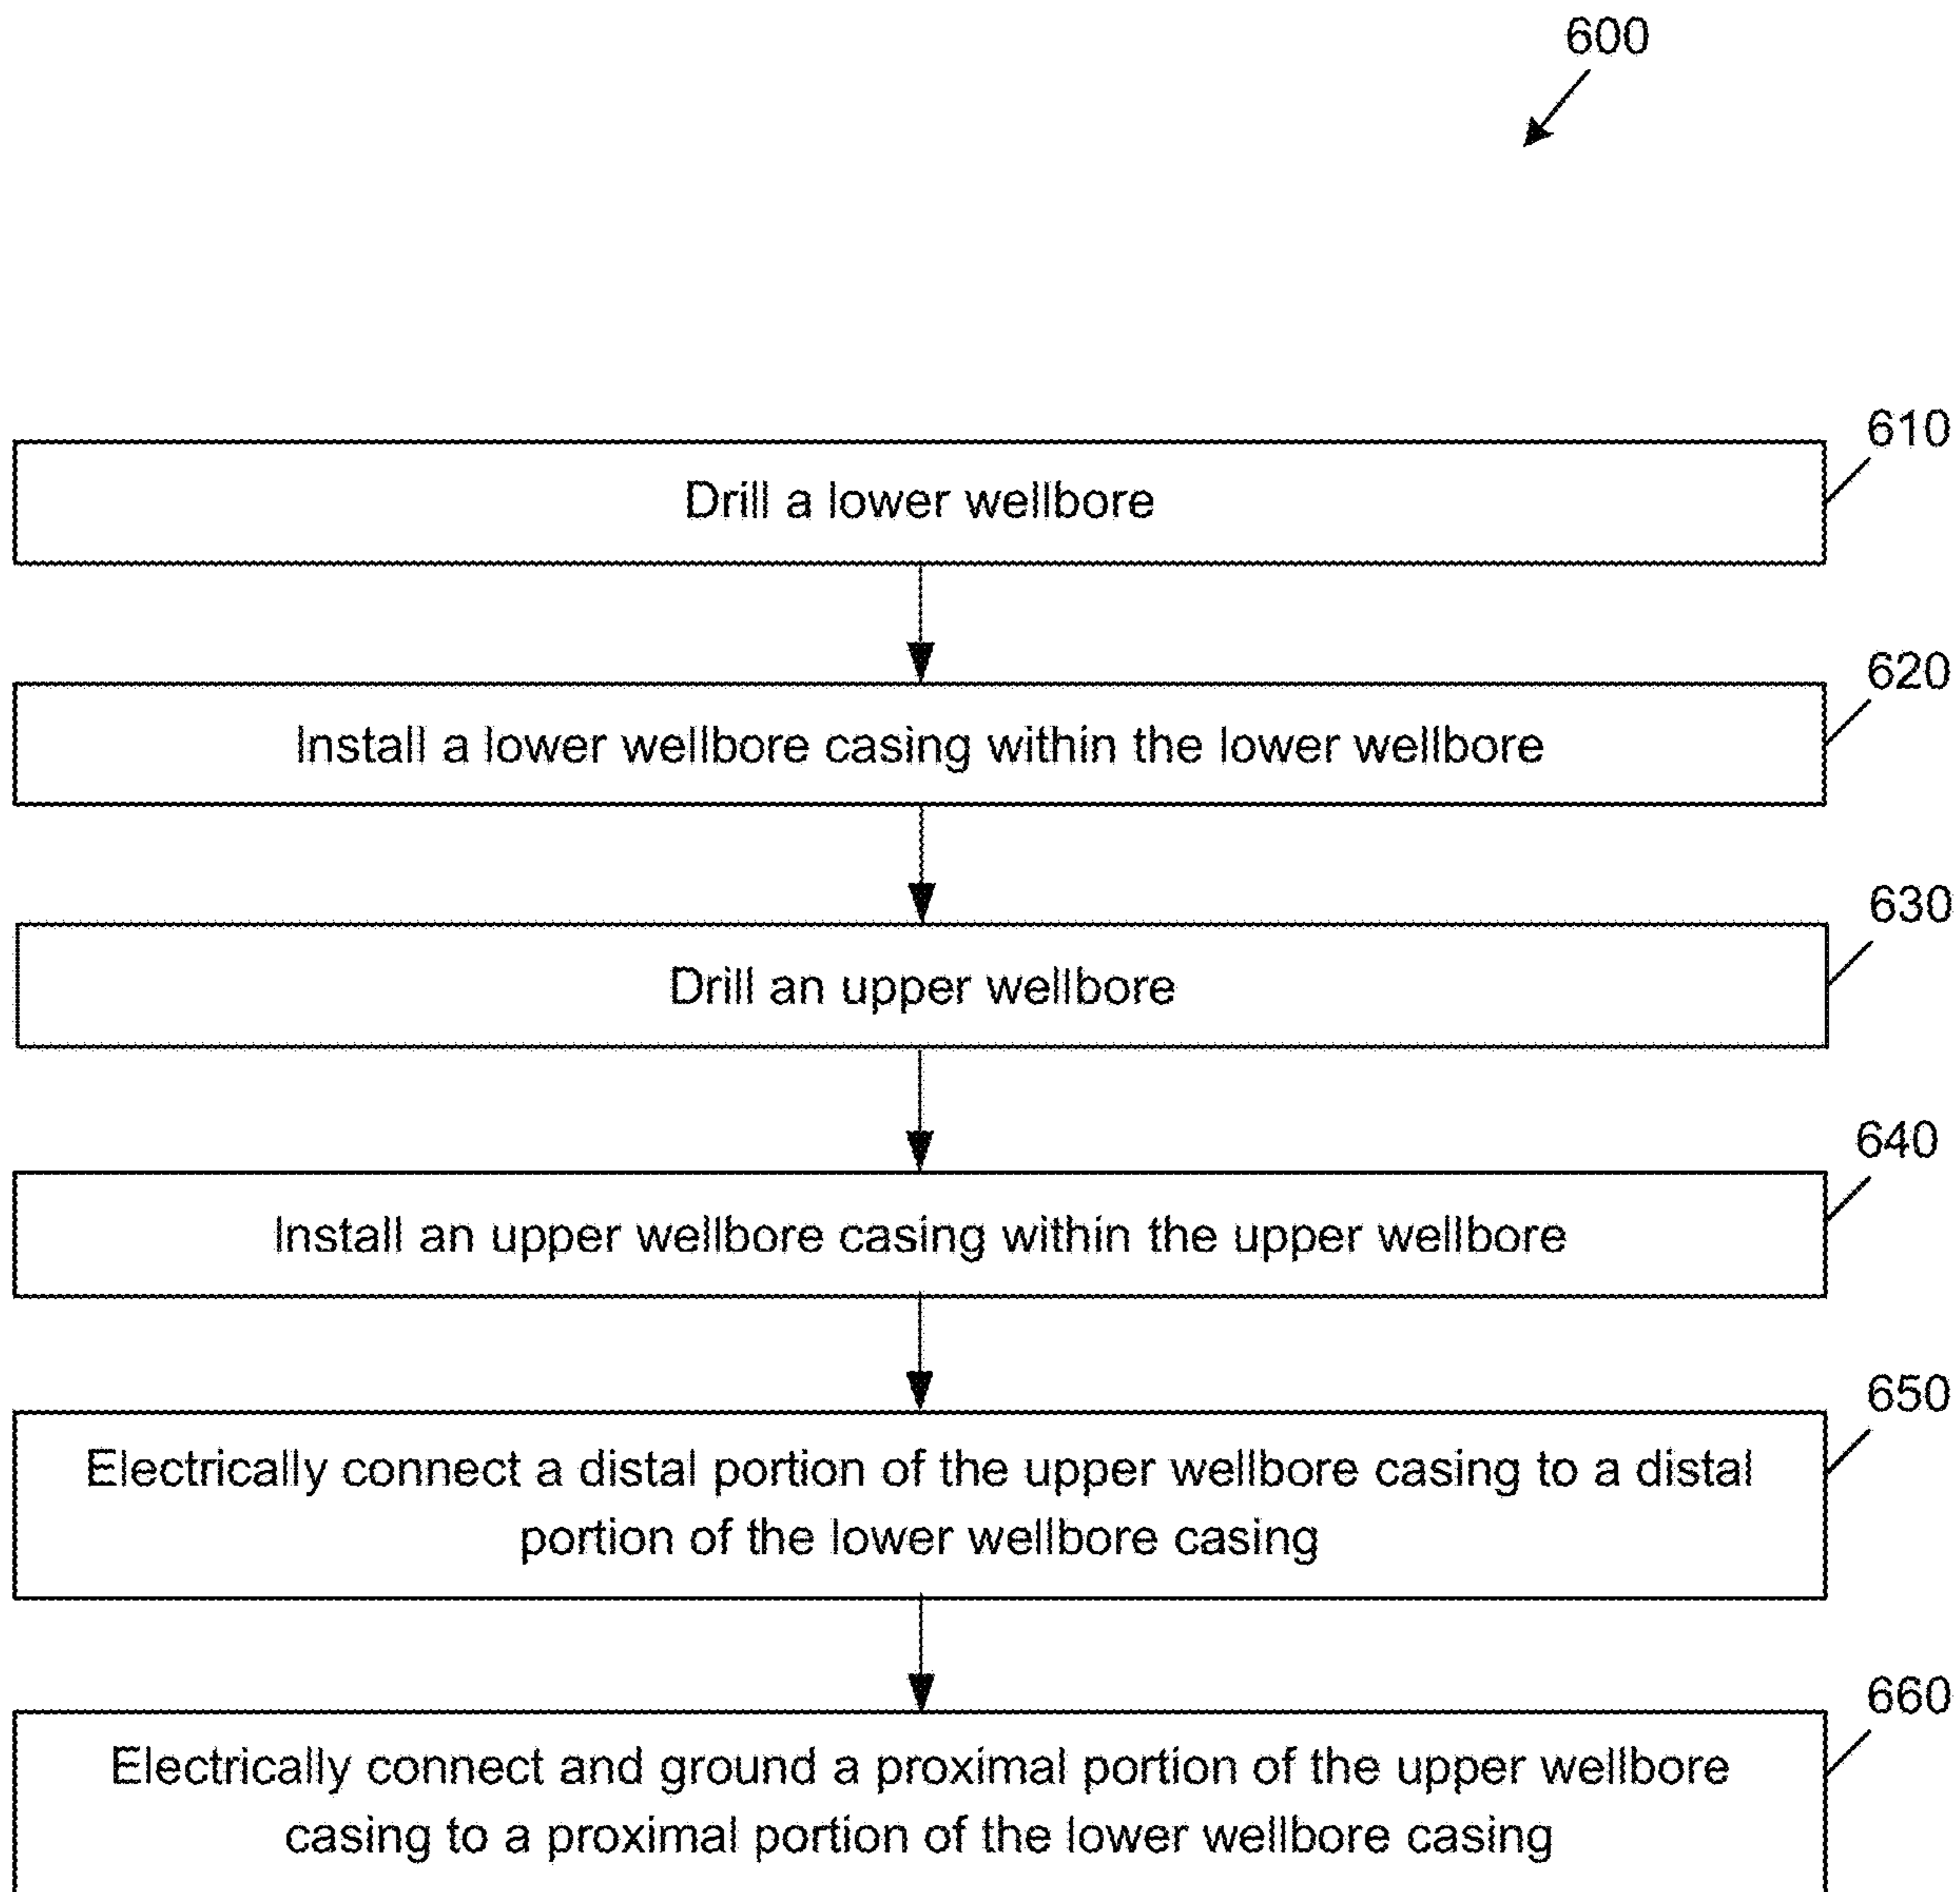 600
610
Drill a lower wellbore
620
Install a lower wellbore casing within the lower wellbore
630
Drill an upper wellbore
640
Install an upper wellbore casing within the upper wellbore
650
Electrically connect a distal portion of the upper wellbore casing to a distal
portion of the lower wellbore casing
660
Electrically connect and ground a proximal portion of the upper wellbore
casing to a proximal portion of the lower wellbore casing